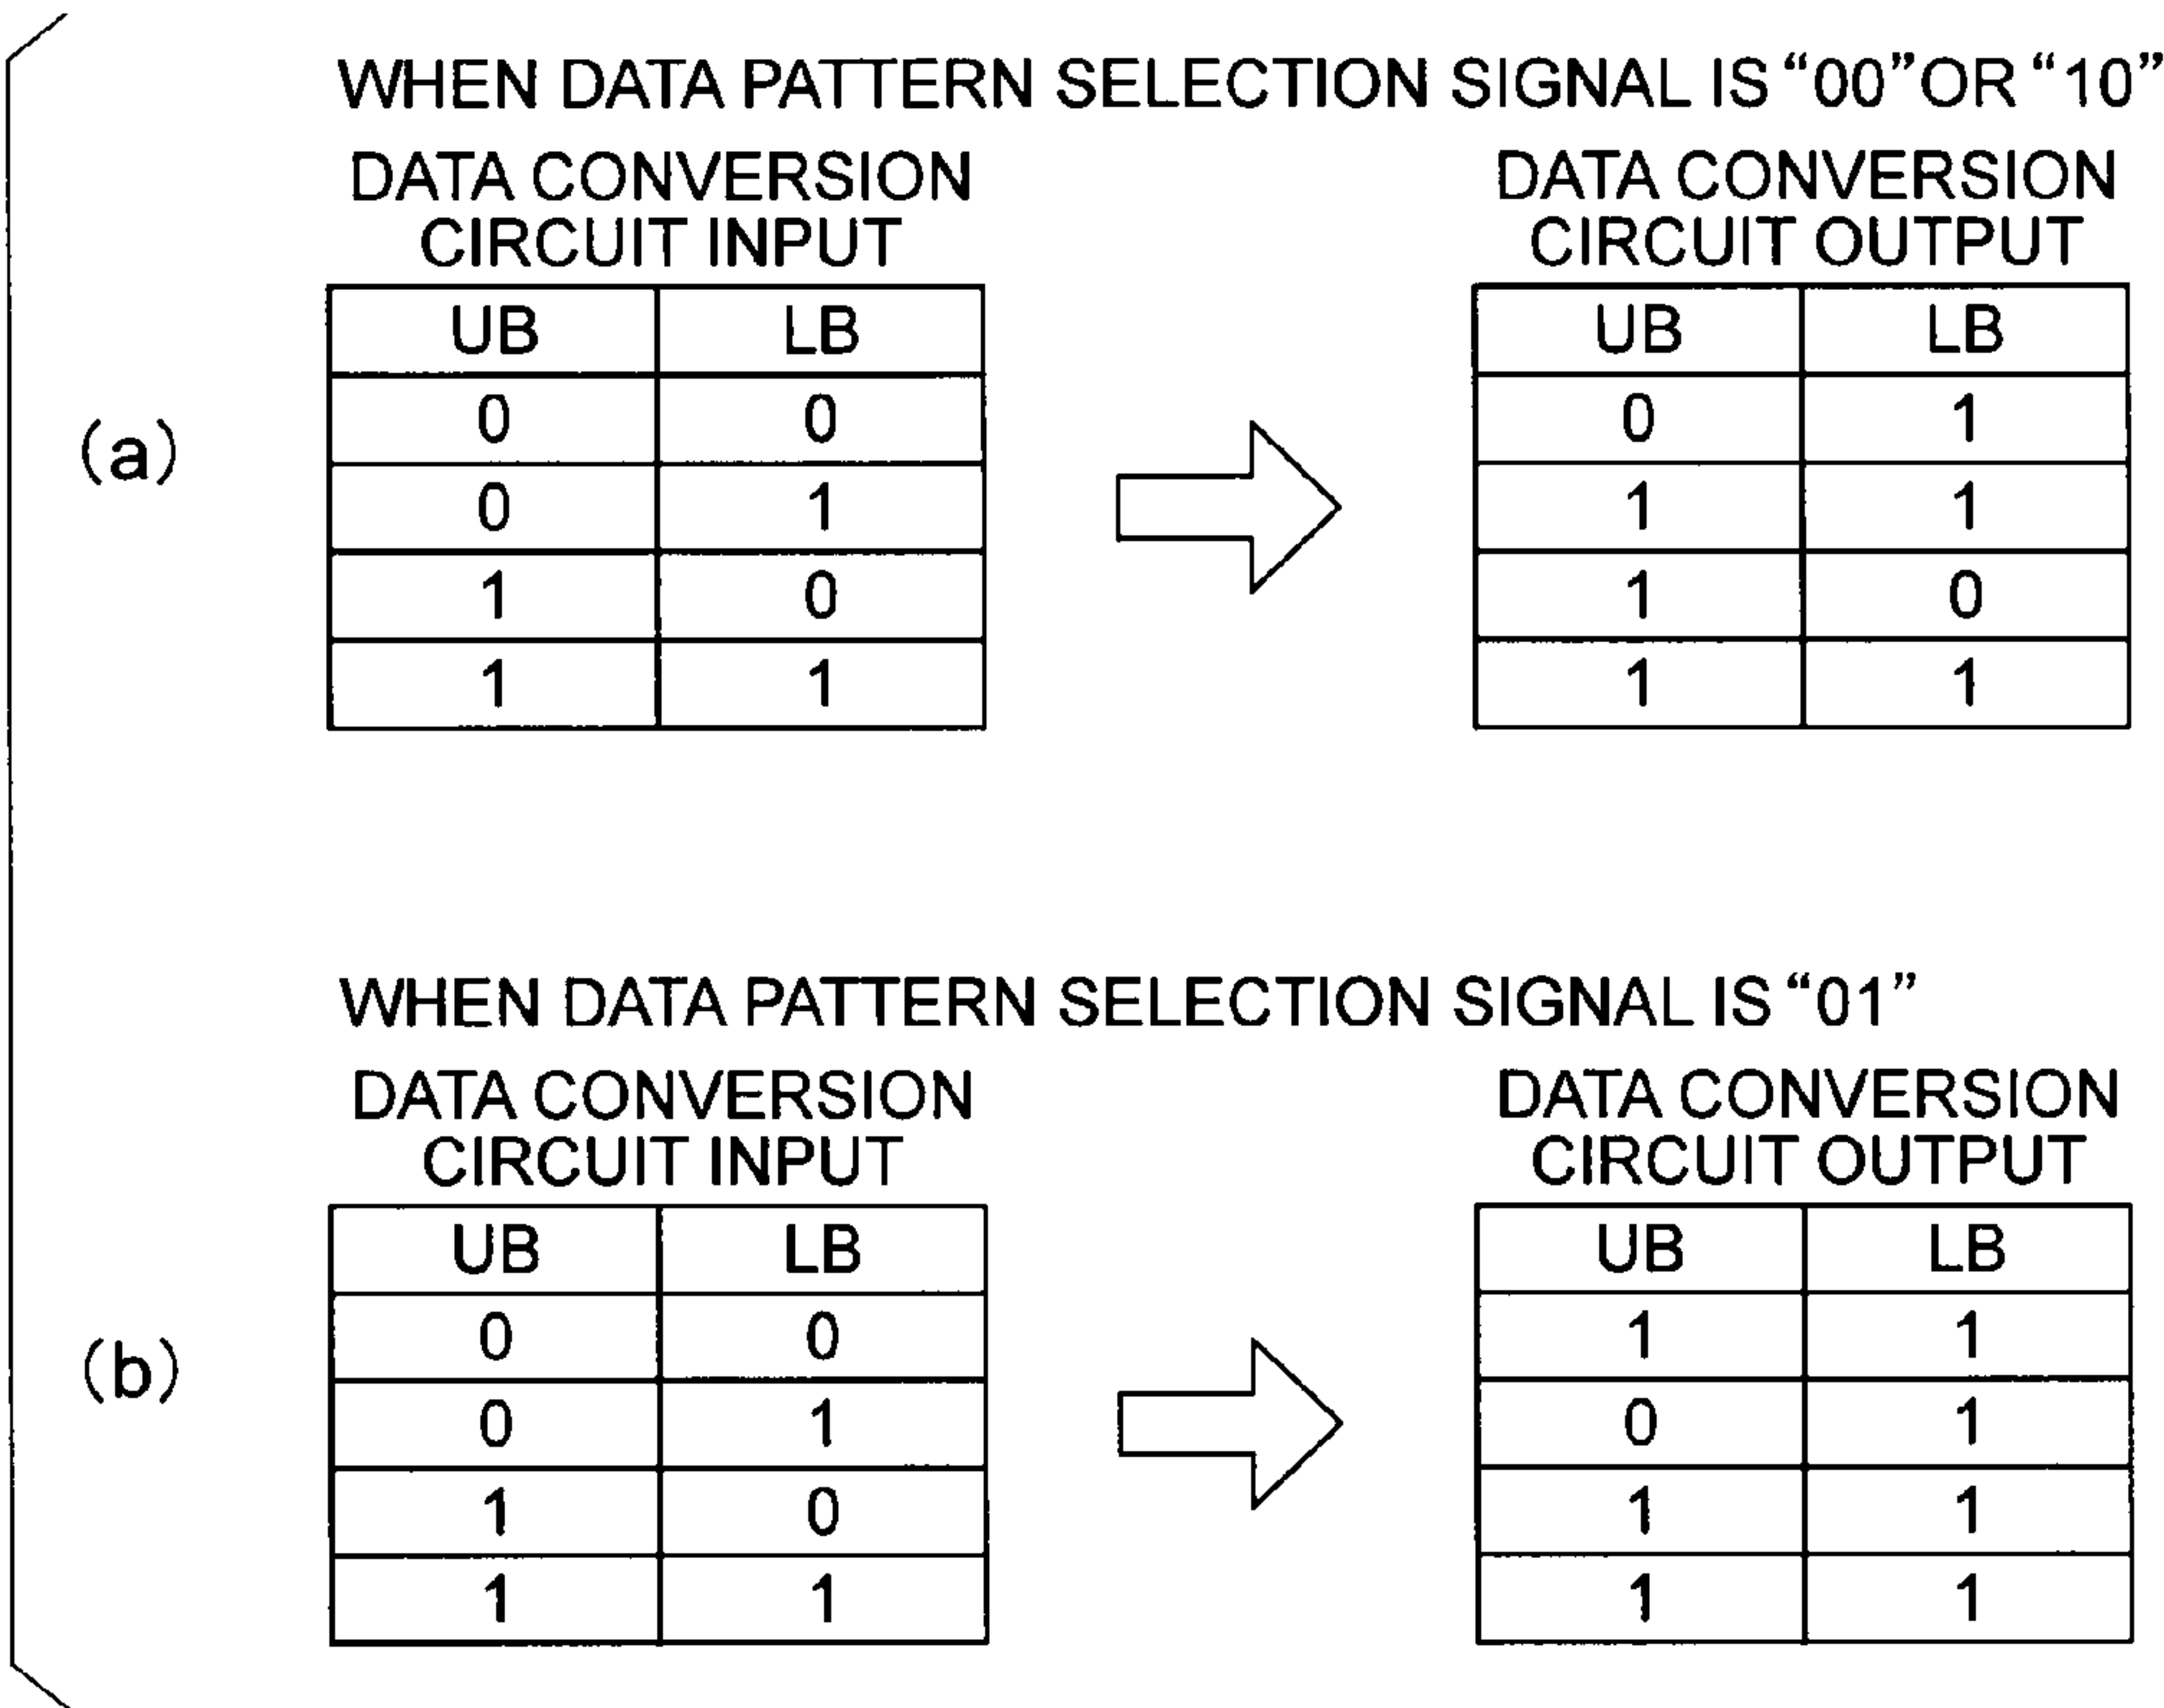 WHEN DATA PATTERN SELECTION SIGNAL IS “00” OR “10”
DATA CONVERSION CIRCUIT INPUT
UB LB
0 0
0 1
1 0
1 1
DATA CONVERSION CIRCUIT OUTPUT
UB LB
0 1
1 1
1 0
1 1
(a)
WHEN DATA PATTERN SELECTION SIGNAL IS “01”
DATA CONVERSION CIRCUIT INPUT
UB LB
0 0
0 1
1 0
1 1
DATA CONVERSION CIRCUIT OUTPUT
UB LB
1 1
0 1
1 1
1 1
(b)